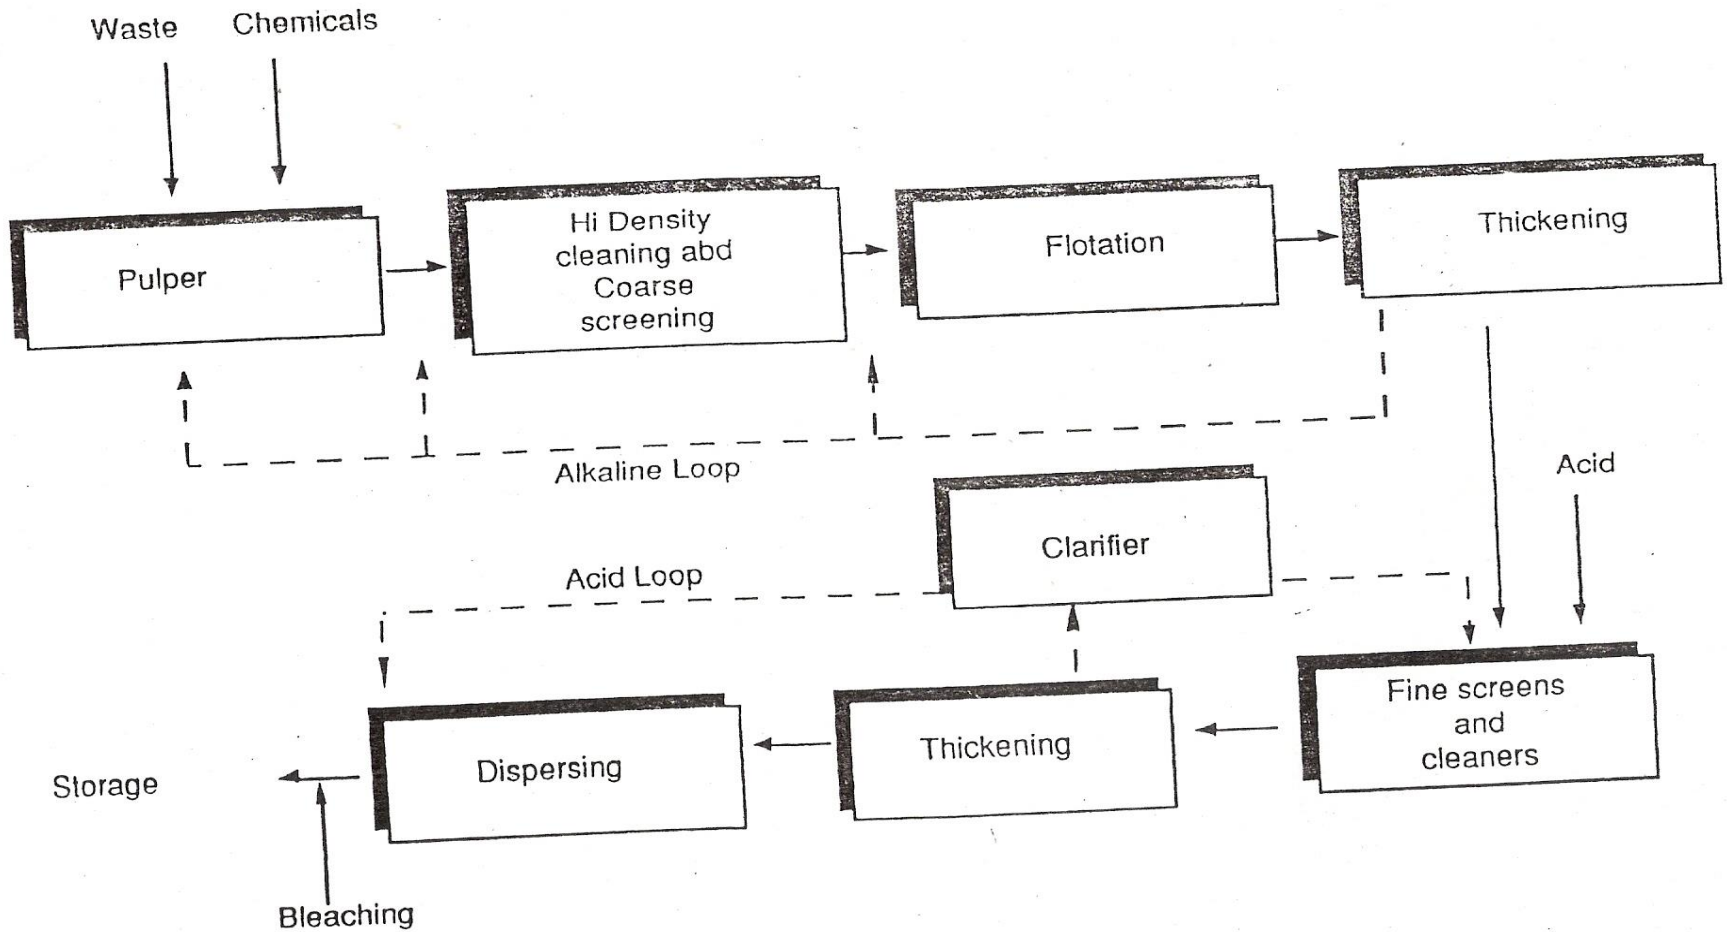 Waste
Chemicals
Pulper
Hi Density
cleaning abd
Coarse
screening
Flotation
Thickening
Alkaline Loop
Acid
Clarifier
Acid Loop
Fine screens
and
cleaners
Thickening
Dispersing
Storage
Bleaching